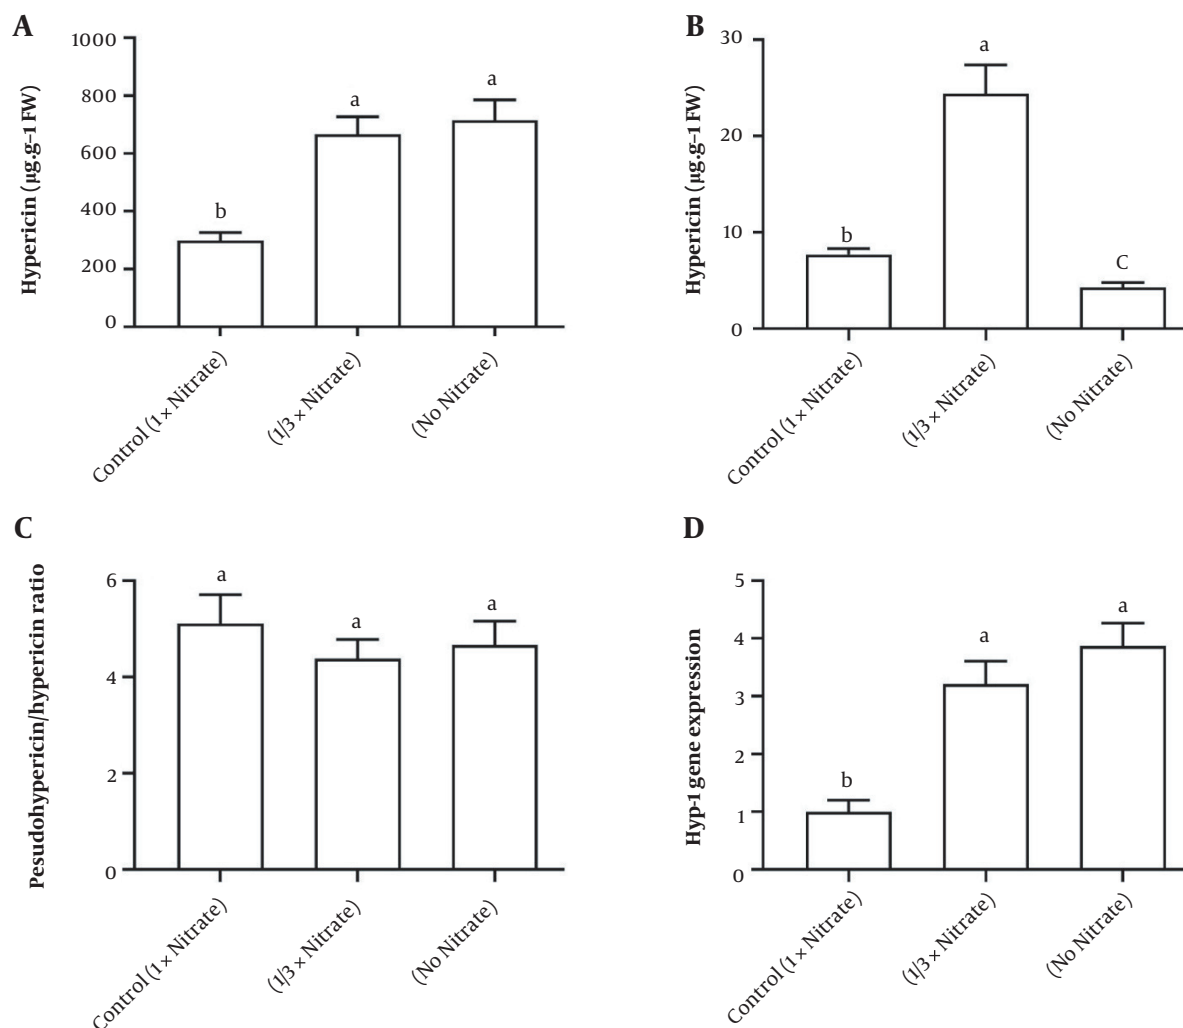 A
Hypericin (µg.g–1 FW)
1000
800
600
400
200
0
b
a
a
Control (1× Nitrate)
(1/3 × Nitrate)
(No Nitrate)
B
Hypericin (µg.g–1 FW)
30
20
10
0
b
a
C
Control (1× Nitrate)
(1/3 × Nitrate)
(No Nitrate)
C
Pesudohypericin/hypericin ratio
6
4
2
0
a
a
a
Control (1× Nitrate)
(1/3 × Nitrate)
(No Nitrate)
D
Hyp-1 gene expression
5
4
3
2
1
0
b
a
a
Control (1× Nitrate)
(1/3 × Nitrate)
(No Nitrate)